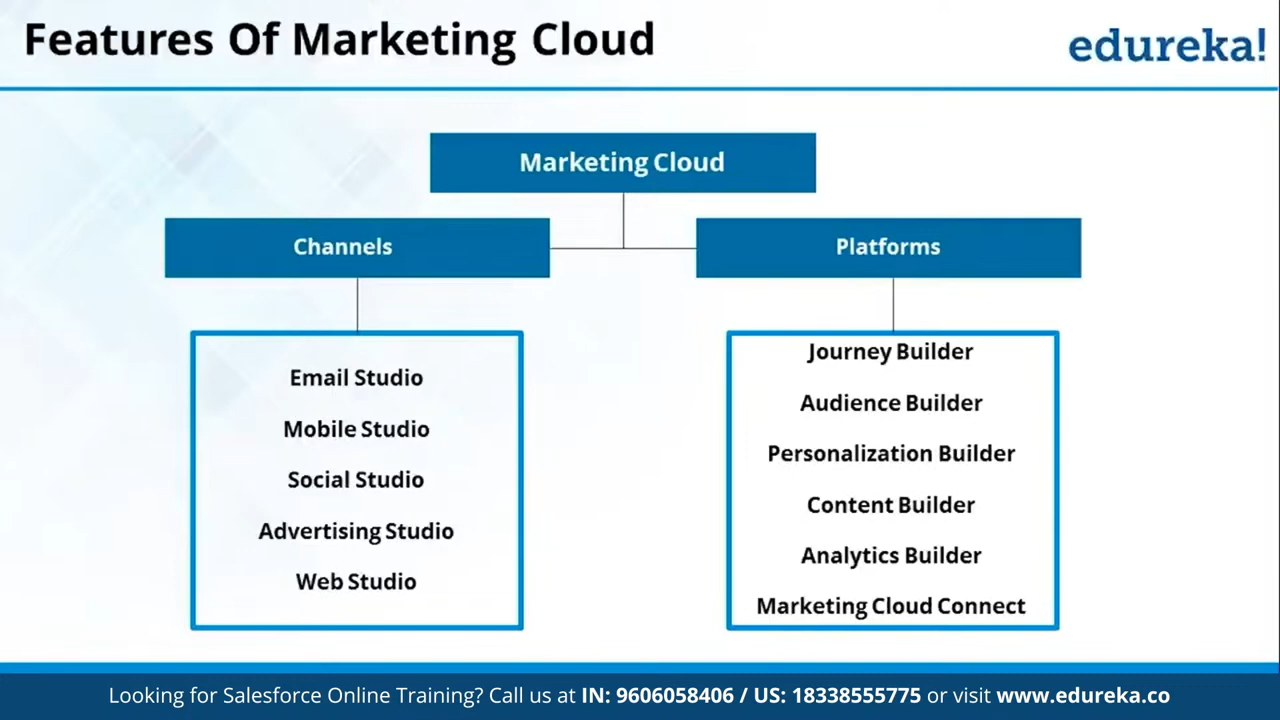 Features Of Marketing Cloud
edureka!
Marketing Cloud
Channels
Platforms
Email Studio
Mobile Studio
Social Studio
Advertising Studio
Web Studio
Journey Builder
Audience Builder
Personalization Builder
Content Builder
Analytics Builder
Marketing Cloud Connect
Looking for Salesforce Online Training? Call us at IN: 9606058406 / US: 18338555775 or visit www.edureka.co